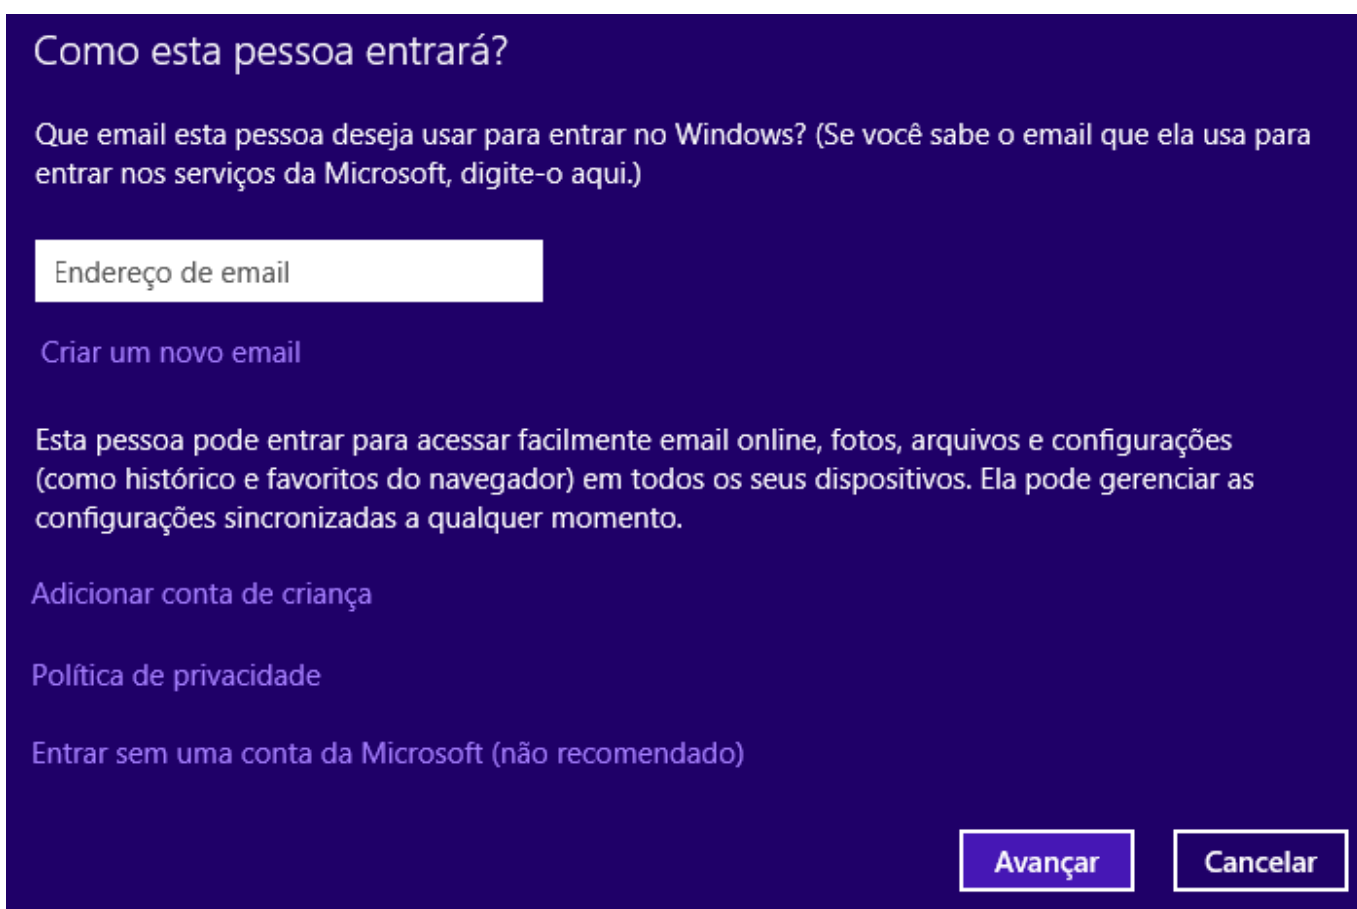 Como esta pessoa entrará?
Que email esta pessoa deseja usar para entrar no Windows? (Se você sabe o email que ela usa para
entrar nos serviços da Microsoft, digite-o aqui.)
Endereço de email
Criar um novo email
Esta pessoa pode entrar para acessar facilmente email online, fotos, arquivos e configurações
(como histórico e favoritos do navegador) em todos os seus dispositivos. Ela pode gerenciar as
configurações sincronizadas a qualquer momento.
Adicionar conta de criança
Política de privacidade
Entrar sem uma conta da Microsoft (não recomendado)
Avançar Cancelar